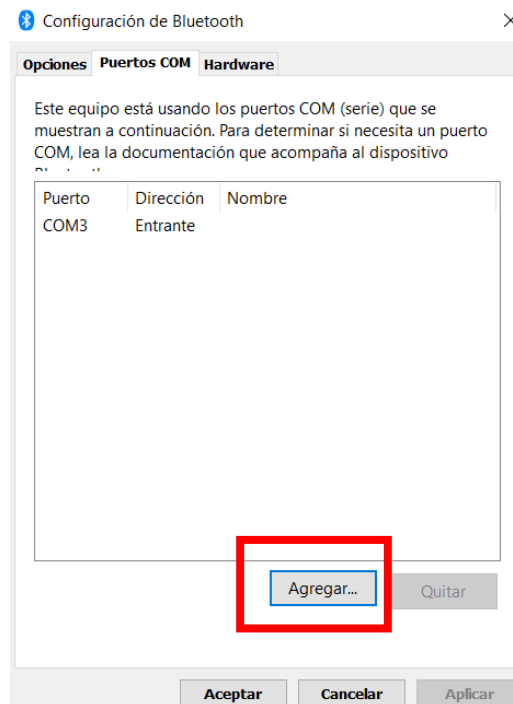 Configuración de Bluetooth
Opciones Puertos COM Hardware
Este equipo está usando los puertos COM (serie) que se
muestran a continuación. Para determinar si necesita un puerto
COM, lea la documentación que acompaña al dispositivo
Puerto Dirección Nombre
COM3 Entrante
Agregar... Quitar
Aceptar Cancelar Aplicar